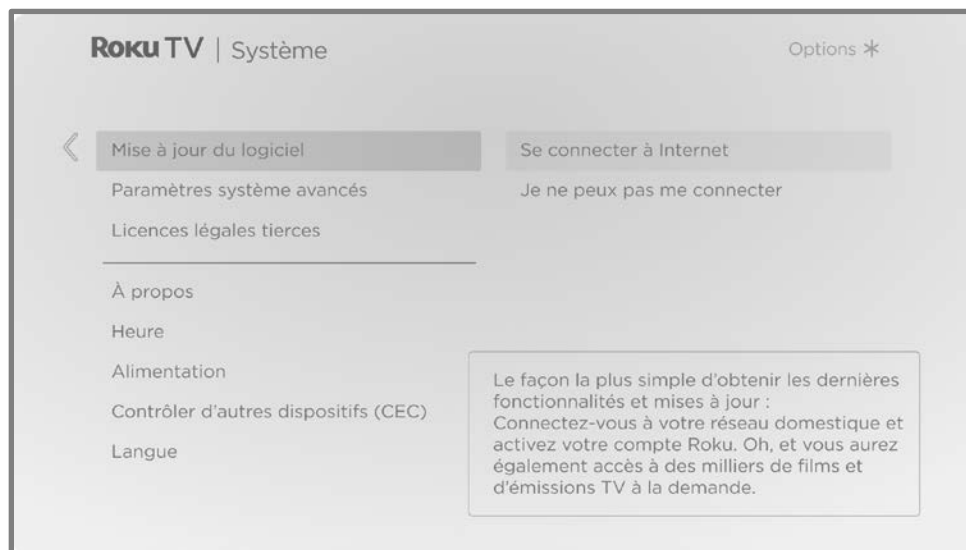 Roku TV | Système
Options *
Mise à jour du logiciel
Paramètres système avancés
Licences légales tierces
À propos
Heure
Alimentation
Contrôler d'autres dispositifs (CEC)
Langue
Se connecter à Internet
Je ne peux pas me connecter
Le façon la plus simple d'obtenir les dernières
fonctionnalités et mises à jour :
Connectez-vous à votre réseau domestique et
activez votre compte Roku. Oh, et vous aurez
également accès à des milliers de films et
d'émissions TV à la demande.